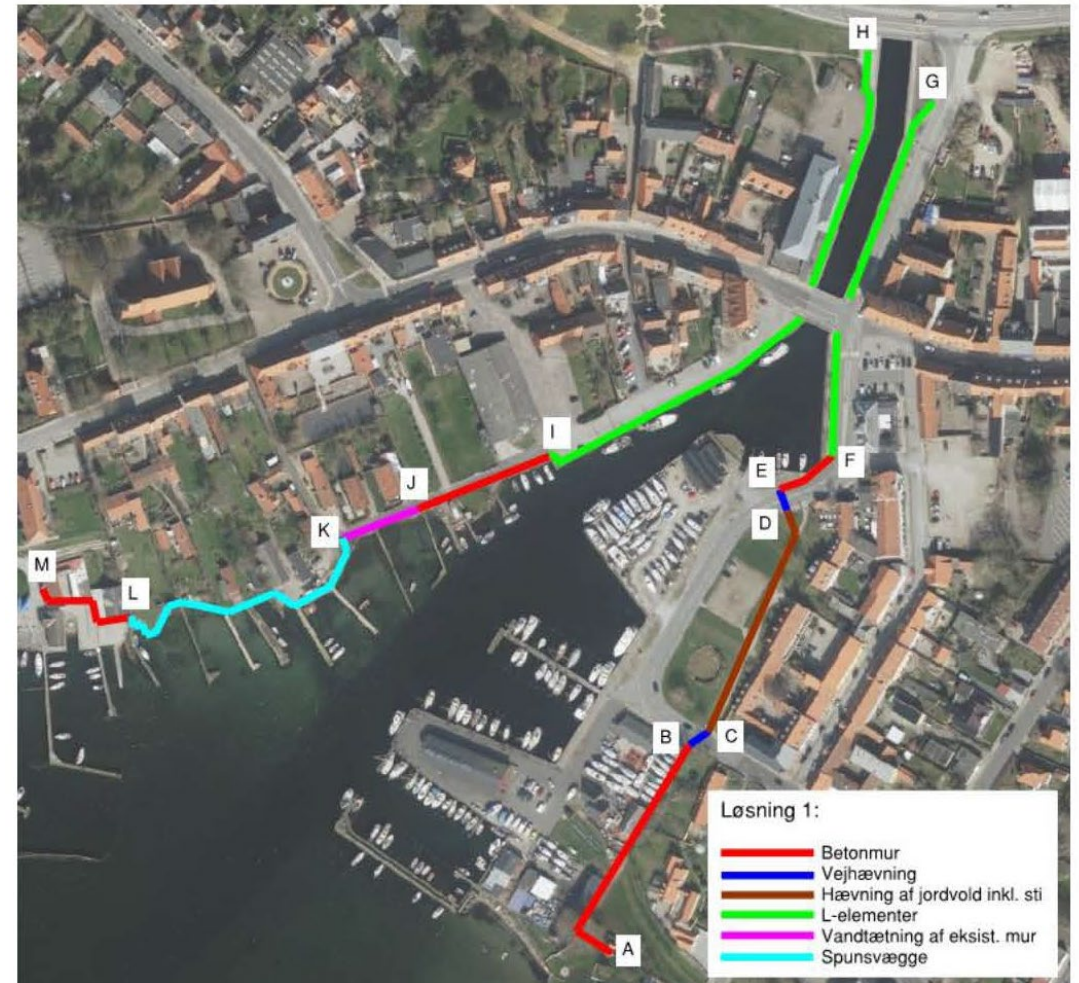 H
G
I
J
F
E
D
K
M
L
B
C
A
Løsning 1:
Betonmur
Vejhævning
Hævning af jordvold inkl. sti
L-elementer
Vandtætning af eksist. mur
Spunsvægge